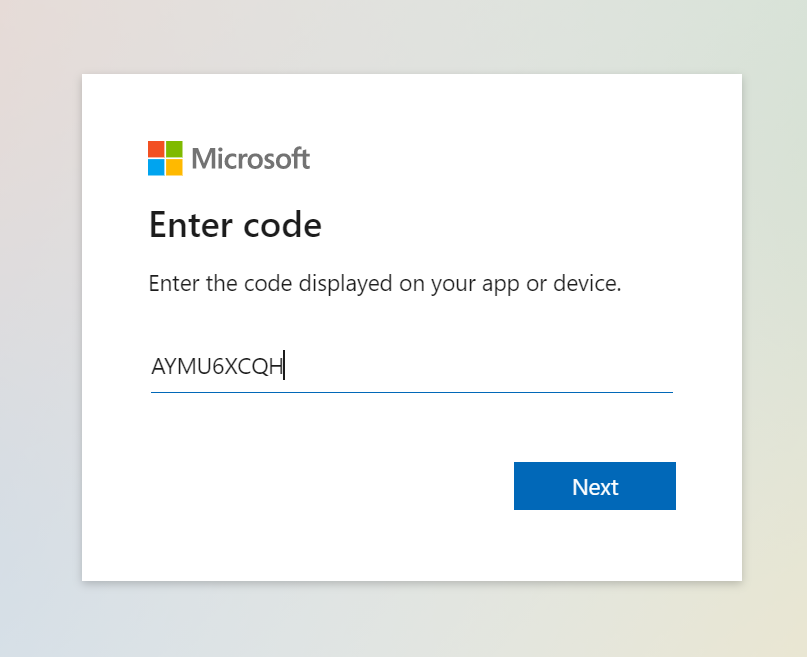 Microsoft
Enter code
Enter the code displayed on your app or device.
AYMU6XCQH
Next